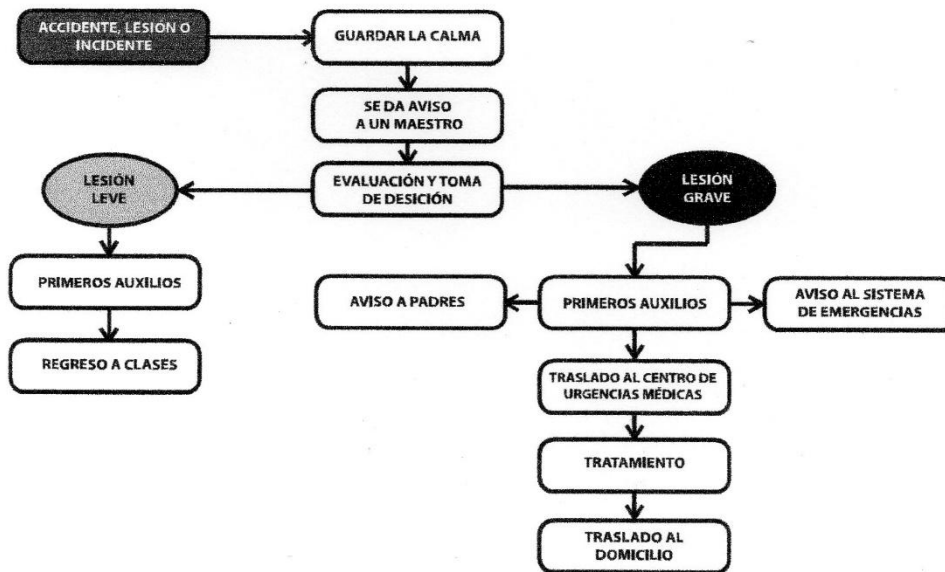 ACCIDENTE, LESIÓN O
INCIDENTE
GUARDAR LA CALMA
SE DA AVISO
A UN MAESTRO
EVALUACIÓN Y TOMA
DE DESICIÓN
LESIÓN
LEVE
LESIÓN
GRAVE
PRIMEROS AUXILIOS
REGRESO A CLASES
AVISO A PADRES
PRIMEROS AUXILIOS
AVISO AL SISTEMA
DE EMERGENCIAS
TRASLADO AL CENTRO DE
URGENCIAS MÉDICAS
TRATAMIENTO
TRASLADO AL
DOMICILIO